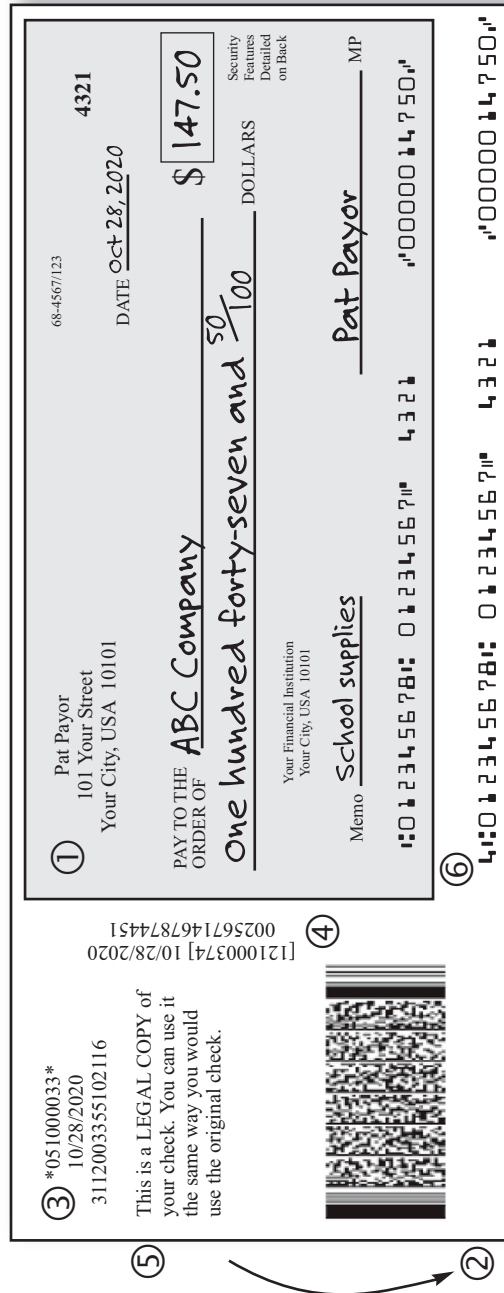 ③ *051000033*
10/28/2020
3112003355102116
⑤ This is a LEGAL COPY of
your check. You can use it
the same way you would
use the original check.
②
[121000374] 10/28/2020
00256714678744​51
④
① Pat Payor
101 Your Street
Your City, USA 10101
68-4567/123
4321
DATE Oct 28, 2020
PAY TO THE
ORDER OF ABC Company $ 147.50
One hundred forty-seven and 50/100 DOLLARS
Security
Features
Detailed
on Back
Your Financial Institution
Your City, USA 10101
Memo School supplies Pat Payor MP
⑆012345678⑆ 01234567⑈ 4321 ⑇0000014750⑇
⑥
4⑆012345678⑆ 01234567⑈ 4321 ⑇0000014750⑇